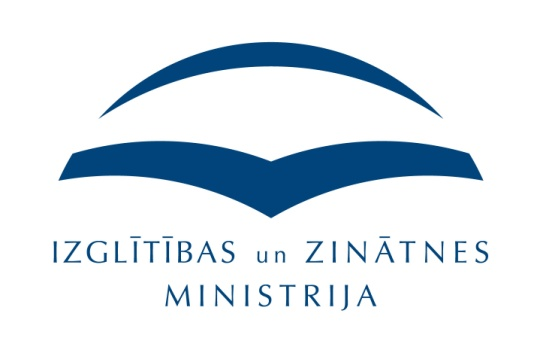 IZGLĪTĪBAS un ZINĀTNES
MINISTRIJA